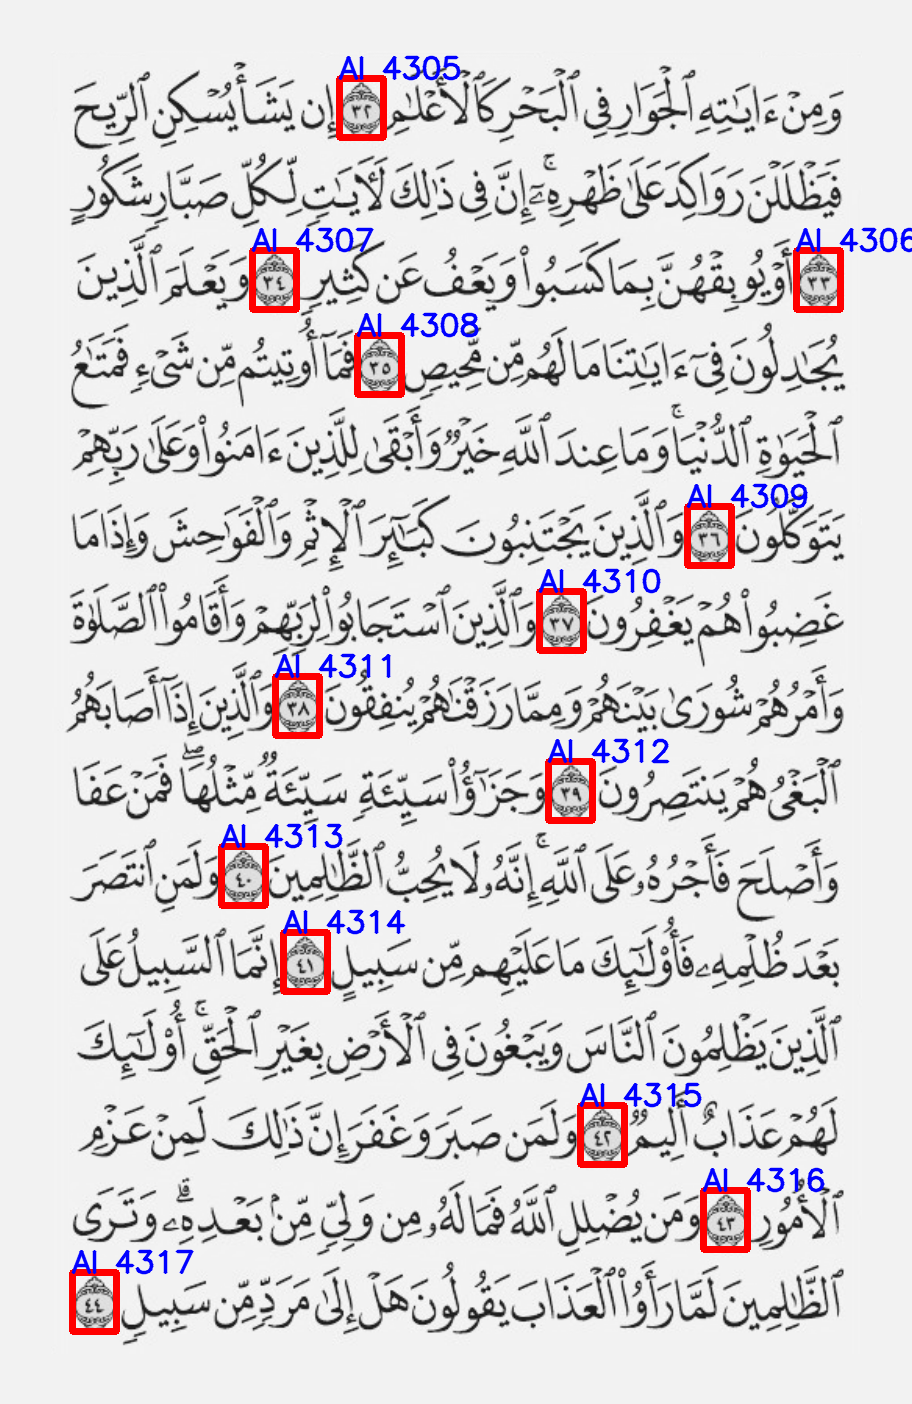 AI 4305
وَمِنْ ءَايَـٰتِهِ ٱلْجَوَارِ فِى ٱلْبَحْرِ كَٱلْأَعْلَـٰمِ ٣٢ إِن يَشَأْ يُسْكِنِ ٱلرِّيحَ
فَيَظْلَلْنَ رَوَاكِدَ عَلَىٰ ظَهْرِهِۦٓ ۚ إِنَّ فِى ذَٰلِكَ لَـَٔايَـٰتٍ لِّكُلِّ صَبَّارٍ شَكُورٍ
AI 4306 AI 4307
٣٣ أَوْ يُوبِقْهُنَّ بِمَا كَسَبُوا۟ وَيَعْفُ عَن كَثِيرٍ ٣٤ وَيَعْلَمَ ٱلَّذِينَ
AI 4308
يُجَـٰدِلُونَ فِىٓ ءَايَـٰتِنَا مَا لَهُم مِّن مَّحِيصٍ ٣٥ فَمَآ أُوتِيتُم مِّن شَىْءٍ فَمَتَـٰعُ
ٱلْحَيَوٰةِ ٱلدُّنْيَا ۚ وَمَا عِندَ ٱللَّهِ خَيْرٌ وَأَبْقَىٰ لِلَّذِينَ ءَامَنُوا۟ وَعَلَىٰ رَبِّهِمْ
AI 4309
يَتَوَكَّلُونَ ٣٦ وَٱلَّذِينَ يَجْتَنِبُونَ كَبَـٰٓئِرَ ٱلْإِثْمِ وَٱلْفَوَٰحِشَ وَإِذَا مَا
AI 4310
غَضِبُوا۟ هُمْ يَغْفِرُونَ ٣٧ وَٱلَّذِينَ ٱسْتَجَابُوا۟ لِرَبِّهِمْ وَأَقَامُوا۟ ٱلصَّلَوٰةَ
AI 4311
وَأَمْرُهُمْ شُورَىٰ بَيْنَهُمْ وَمِمَّا رَزَقْنَـٰهُمْ يُنفِقُونَ ٣٨ وَٱلَّذِينَ إِذَآ أَصَابَهُمُ
AI 4312
ٱلْبَغْىُ هُمْ يَنتَصِرُونَ ٣٩ وَجَزَٰٓؤُا۟ سَيِّئَةٍ سَيِّئَةٌ مِّثْلُهَا ۖ فَمَنْ عَفَا
AI 4313
وَأَصْلَحَ فَأَجْرُهُۥ عَلَى ٱللَّهِ ۚ إِنَّهُۥ لَا يُحِبُّ ٱلظَّـٰلِمِينَ ٤٠ وَلَمَنِ ٱنتَصَرَ
AI 4314
بَعْدَ ظُلْمِهِۦ فَأُو۟لَـٰٓئِكَ مَا عَلَيْهِم مِّن سَبِيلٍ ٤١ إِنَّمَا ٱلسَّبِيلُ عَلَى
ٱلَّذِينَ يَظْلِمُونَ ٱلنَّاسَ وَيَبْغُونَ فِى ٱلْأَرْضِ بِغَيْرِ ٱلْحَقِّ ۚ أُو۟لَـٰٓئِكَ
AI 4315
لَهُمْ عَذَابٌ أَلِيمٌ ٤٢ وَلَمَن صَبَرَ وَغَفَرَ إِنَّ ذَٰلِكَ لَمِنْ عَزْمِ
AI 4316
ٱلْأُمُورِ ٤٣ وَمَن يُضْلِلِ ٱللَّهُ فَمَا لَهُۥ مِن وَلِىٍّ مِّنۢ بَعْدِهِۦ ۗ وَتَرَى
AI 4317
ٱلظَّـٰلِمِينَ لَمَّا رَأَوُا۟ ٱلْعَذَابَ يَقُولُونَ هَلْ إِلَىٰ مَرَدٍّ مِّن سَبِيلٍ ٤٤